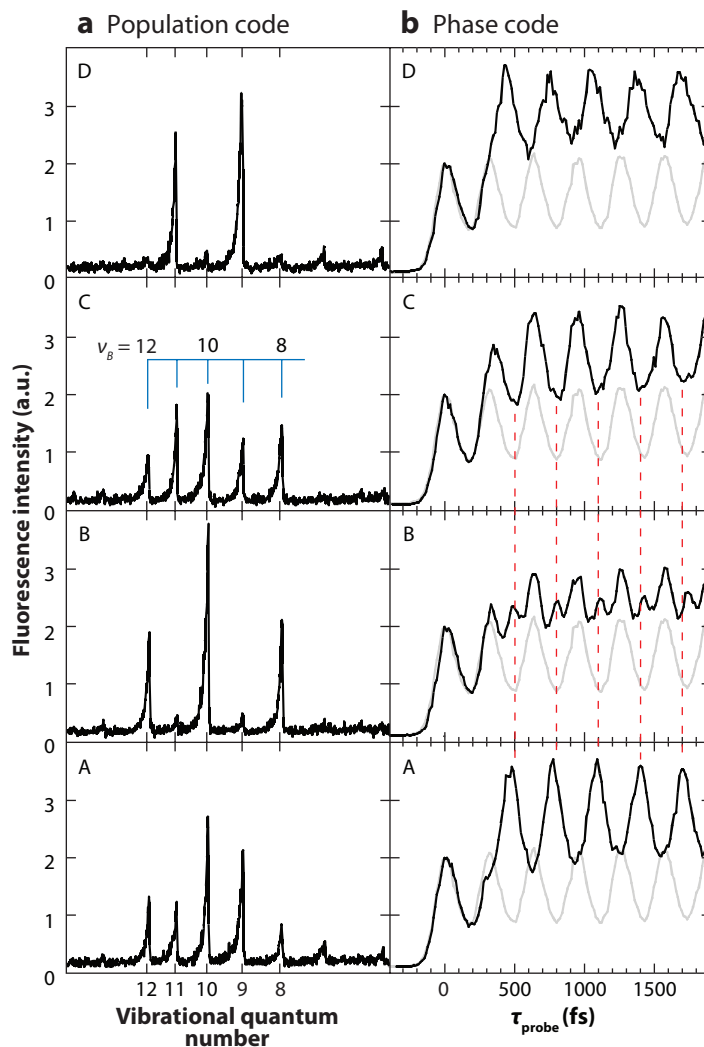 a Population code
b Phase code
Fluorescence intensity (a.u.)
D
3
2
1
0
C
ν_B = 12 10 8
3
2
1
0
B
3
2
1
0
A
3
2
1
0
12 11 10 9 8
Vibrational quantum
number
D
C
B
A
0 500 1000 1500
τ_probe (fs)